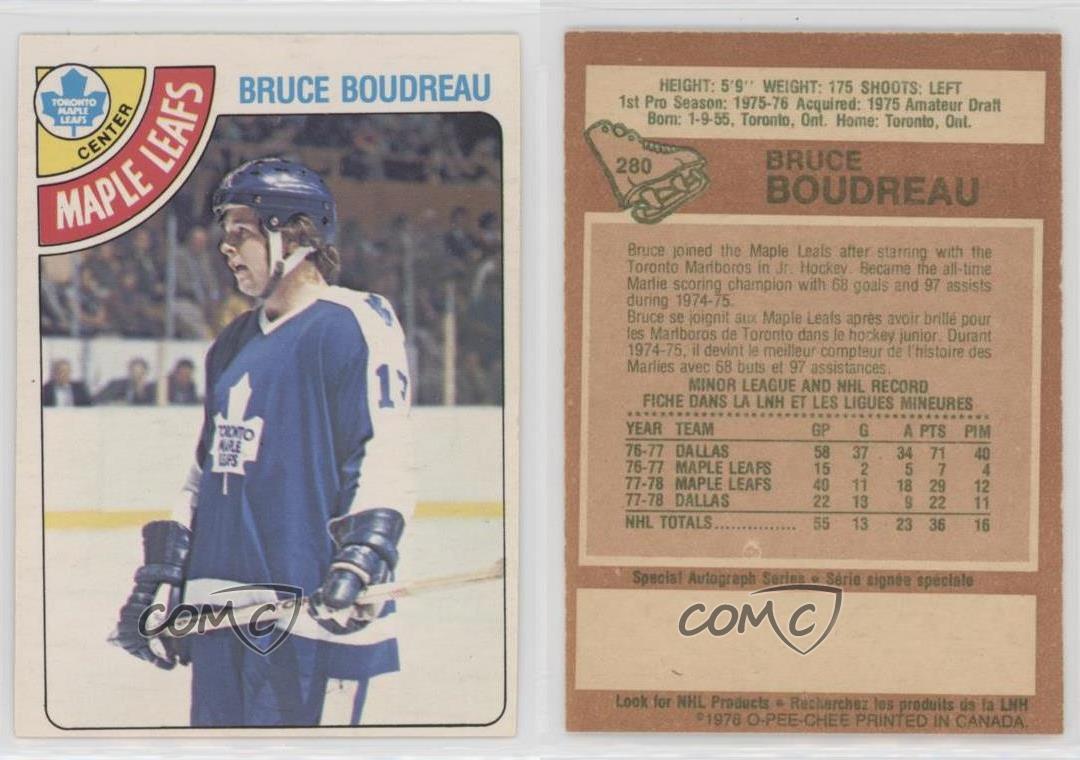 BRUCE BOUDREAU
TORONTO
MAPLE
LEAFS
CENTER
MAPLE LEAFS
TORONTO
MAPLE
LEAFS
COMC
HEIGHT: 5'9" WEIGHT: 175 SHOOTS: LEFT
1st Pro Season: 1975-76 Acquired: 1975 Amateur Draft
Born: 1-9-55, Toronto, Ont. Home: Toronto, Ont.
280
BRUCE
BOUDREAU
Bruce joined the Maple Leafs after starring with the
Toronto Marlboros in Jr. Hockey. Became the all-time
Marlie scoring champion with 68 goals and 97 assists
during 1974-75.
Bruce se joignit aux Maple Leafs après avoir brillé pour
les Marlboros de Toronto dans le hockey junior. Durant
1974-75, il devint le meilleur compteur de l'histoire des
Marlies avec 68 buts et 97 assistances.
MINOR LEAGUE AND NHL RECORD
FICHE DANS LA LNH ET LES LIGUES MINEURES
YEAR TEAM GP G A PTS PIM
76-77 DALLAS 58 37 34 71 40
76-77 MAPLE LEAFS 15 2 5 7 4
77-78 MAPLE LEAFS 40 11 18 29 12
77-78 DALLAS 22 13 9 22 11
NHL TOTALS.............. 55 13 23 36 16
Special Autograph Series • Série signée spéciale
COMC
Look for NHL Products • Recherchez les produits de la LNH
©1978 O-PEE-CHEE PRINTED IN CANADA.